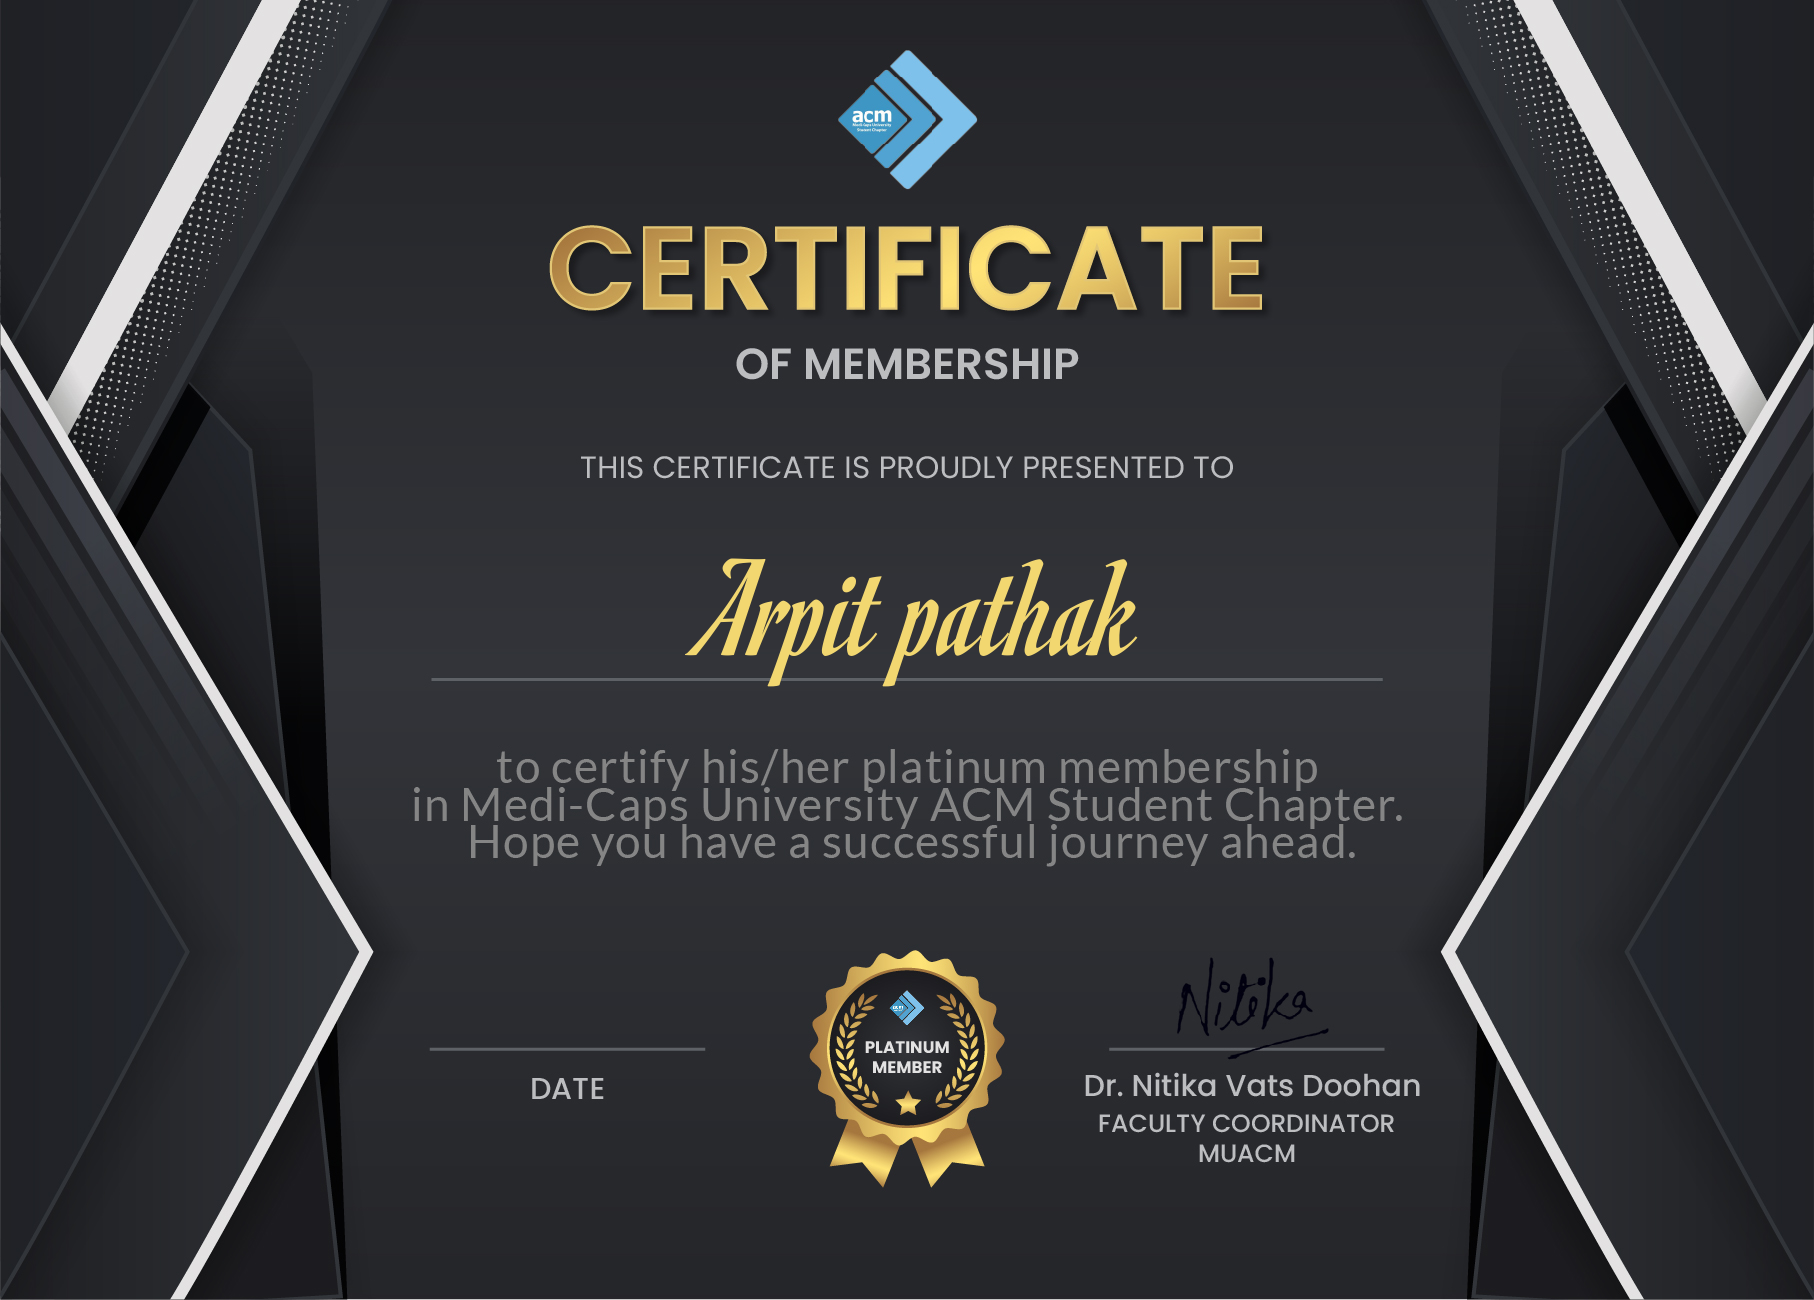 acm
Medi-Caps University
Student Chapter
CERTIFICATE
OF MEMBERSHIP
THIS CERTIFICATE IS PROUDLY PRESENTED TO
Arpit pathak
to certify his/her platinum membership
in Medi-Caps University ACM Student Chapter.
Hope you have a successful journey ahead.
PLATINUM
MEMBER
Nitika
DATE
Dr. Nitika Vats Doohan
FACULTY COORDINATOR
MUACM